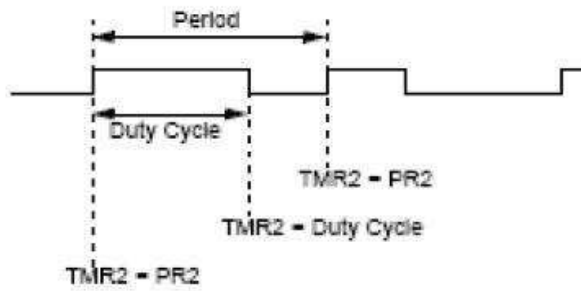 Period
Duty Cycle
TMR2 = PR2
TMR2 = Duty Cycle
TMR2 = PR2